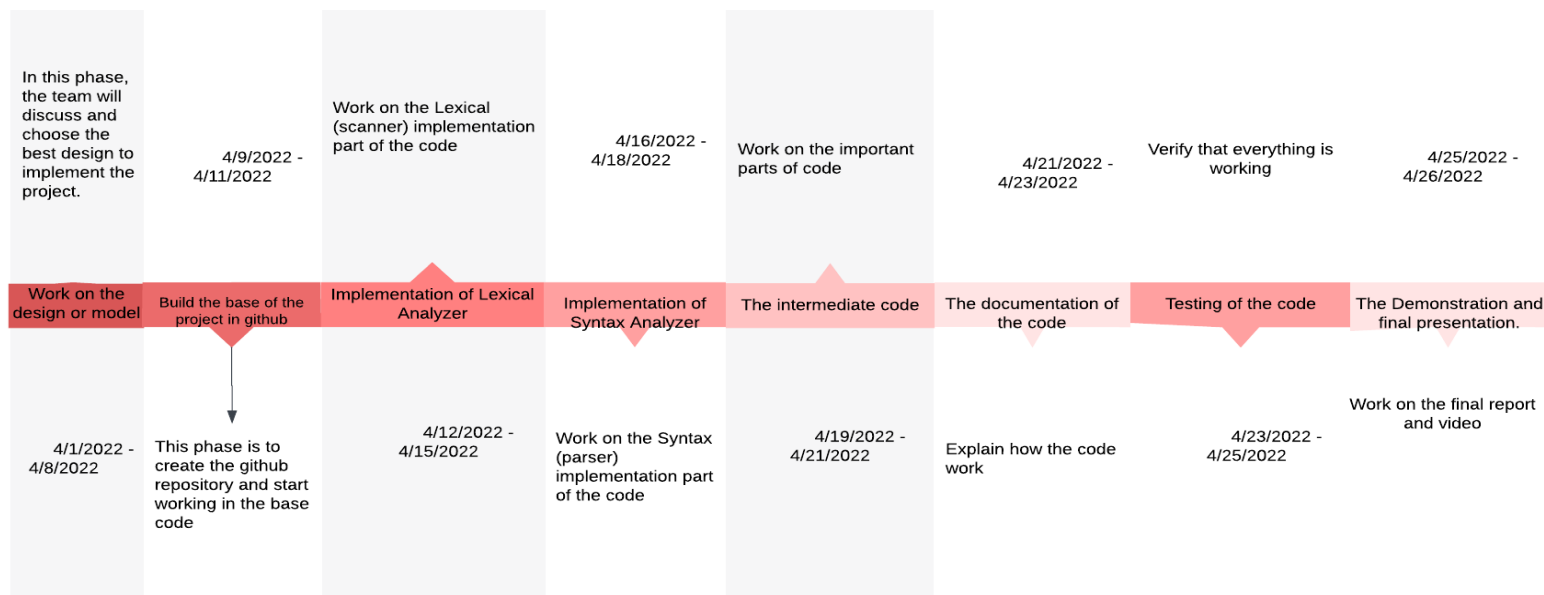 In this phase,
the team will
discuss and
choose the
best design to
implement the
project.
Work on the
design or model
4/1/2022 -
4/8/2022
4/9/2022 -
4/11/2022
Build the base of the
project in github
This phase is to
create the github
repository and start
working in the base
code
Work on the Lexical
(scanner) implementation
part of the code
Implementation of Lexical
Analyzer
4/12/2022 -
4/15/2022
4/16/2022 -
4/18/2022
Implementation of
Syntax Analyzer
Work on the Syntax
(parser)
implementation part
of the code
Work on the important
parts of code
The intermediate code
4/19/2022 -
4/21/2022
4/21/2022 -
4/23/2022
The documentation of
the code
Explain how the code
work
Verify that everything is
working
Testing of the code
4/23/2022 -
4/25/2022
4/25/2022 -
4/26/2022
The Demonstration and
final presentation.
Work on the final report
and video